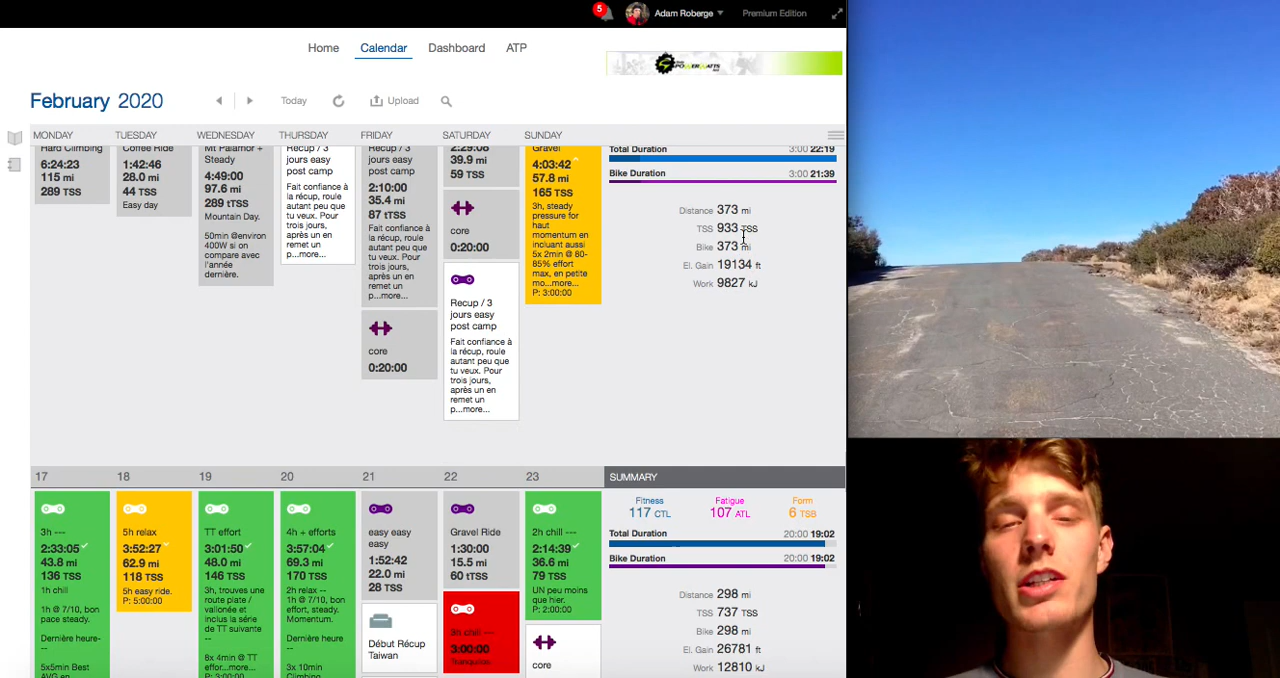 5
Adam Roberge
Premium Edition
Home Calendar Dashboard ATP
POWERWATTS
February 2020
Today
Upload
MONDAY TUESDAY WEDNESDAY THURSDAY FRIDAY SATURDAY SUNDAY
Hard Climbing
6:24:23
115 mi
289 TSS
Coffee Ride
1:42:46
28.0 mi
44 TSS
Easy day
Mt Palamor +
Steady
4:49:00
97.6 mi
289 tTSS
Mountain Day.
50min @environ
400W si on
compare avec
l'année
dernière.
Recup / 3
jours easy
post camp
Fait confiance à
la récup, roule
autant peu que
tu veux. Pour
trois jours,
après un en
remet un
p...more...
Recup / 3
jours easy
post camp
2:10:00
35.4 mi
87 tTSS
Fait confiance à
la récup, roule
autant peu que
tu veux. Pour
trois jours,
après un en
remet un
p...more...
core
0:20:00
2:29:06
39.9 mi
59 TSS
core
0:20:00
Recup / 3
jours easy
post camp
Fait confiance à
la récup, roule
autant peu que
tu veux. Pour
trois jours,
après un en
remet un
p...more...
Gravel
4:03:42
57.8 mi
165 TSS
3h, steady
pressure for
haut
momentum en
incluant aussi
5x 2min @ 80-
85% effort
max, en petite
mo...more...
P: 3:00:00
Total Duration 3:00 22:19
Bike Duration 3:00 21:39
Distance 373 mi
TSS 933 TSS
Bike 373 mi
El. Gain 19134 ft
Work 9827 kJ
17 18 19 20 21 22 23 SUMMARY
3h ---
2:33:05
43.8 mi
136 TSS
1h chill
1h @ 7/10, bon
pace steady.
Dernière heure-
--
5x5min Best
AVG en
5h relax
3:52:27
62.9 mi
118 TSS
5h easy ride.
P: 5:00:00
TT effort
3:01:50
48.0 mi
146 TSS
3h, trouves une
route plate /
vallonée et
inclus la série
de TT suivante
--
8x 4min @ TT
effor...more...
P: 3:00:00
4h + efforts
3:57:04
69.3 mi
170 TSS
2h relax --
1h @ 7/10, bon
effort, steady.
Momentum.
Dernière heure
--
3x 10min
Climbing
easy easy
easy
1:52:42
22.0 mi
28 TSS
Début Récup
Taiwan
Gravel Ride
1:30:00
15.5 mi
60 tTSS
3h chill ---
3:00:00
Tranquille
2h chill ---
2:14:39
36.6 mi
79 TSS
UN peu moins
que hier.
P: 2:00:00
core
Fitness Fatigue Form
117 CTL 107 ATL 6 TSB
Total Duration 20:00 19:02
Bike Duration 20:00 19:02
Distance 298 mi
TSS 737 TSS
Bike 298 mi
El. Gain 26781 ft
Work 12810 kJ